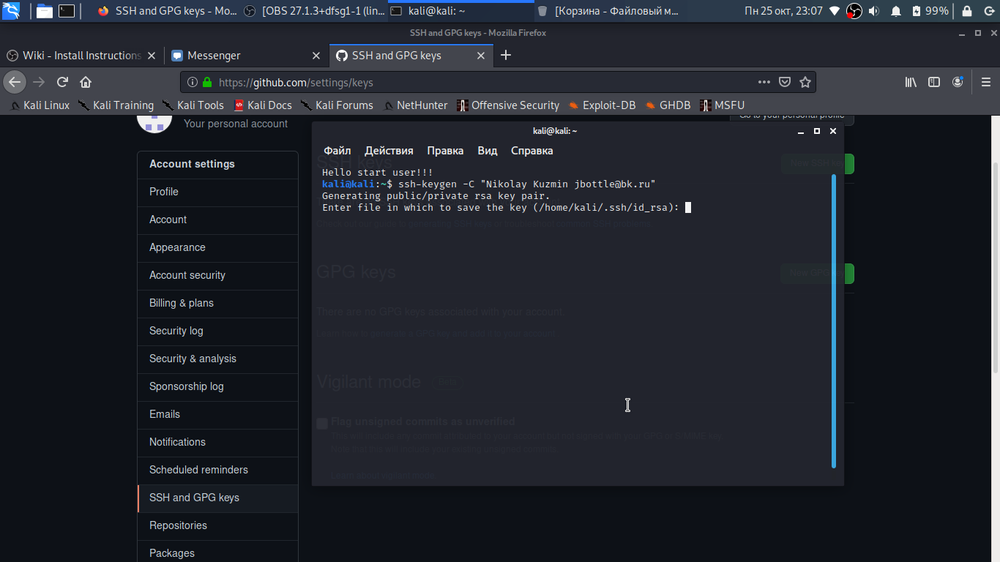 SSH and GPG keys - Mo...
[OBS 27.1.3+dfsg1-1 (lin...
kali@kali: ~
[Корзина - Файловый м...
Пн 25 окт, 23:07
99%
SSH and GPG keys - Mozilla Firefox
Wiki - Install Instructions
Messenger
SSH and GPG keys
https://github.com/settings/keys
Kali Linux
Kali Training
Kali Tools
Kali Docs
Kali Forums
NetHunter
Offensive Security
Exploit-DB
GHDB
MSFU
Your personal account
Go to your personal profile
Account settings
Profile
Account
Appearance
Account security
Billing & plans
Security log
Security & analysis
Sponsorship log
Emails
Notifications
Scheduled reminders
SSH and GPG keys
Repositories
Packages
kali@kali: ~
Файл Действия Правка Вид Справка
Hello start user!!!
kali@kali:~$ ssh-keygen -C "Nikolay Kuzmin jbottle@bk.ru"
Generating public/private rsa key pair.
Enter file in which to save the key (/home/kali/.ssh/id_rsa):
SSH keys
New SSH key
Check out our guide to generating SSH keys or troubleshoot common SSH problems.
GPG keys
New GPG key
There are no GPG keys associated with your account.
Learn how to generate a GPG key and add it to your account.
Vigilant mode Beta
Flag unsigned commits as unverified
This will include any commit attributed to your account but not signed with your GPG or S/MIME key.
Note that this will include your existing unsigned commits.
Learn about vigilant mode.